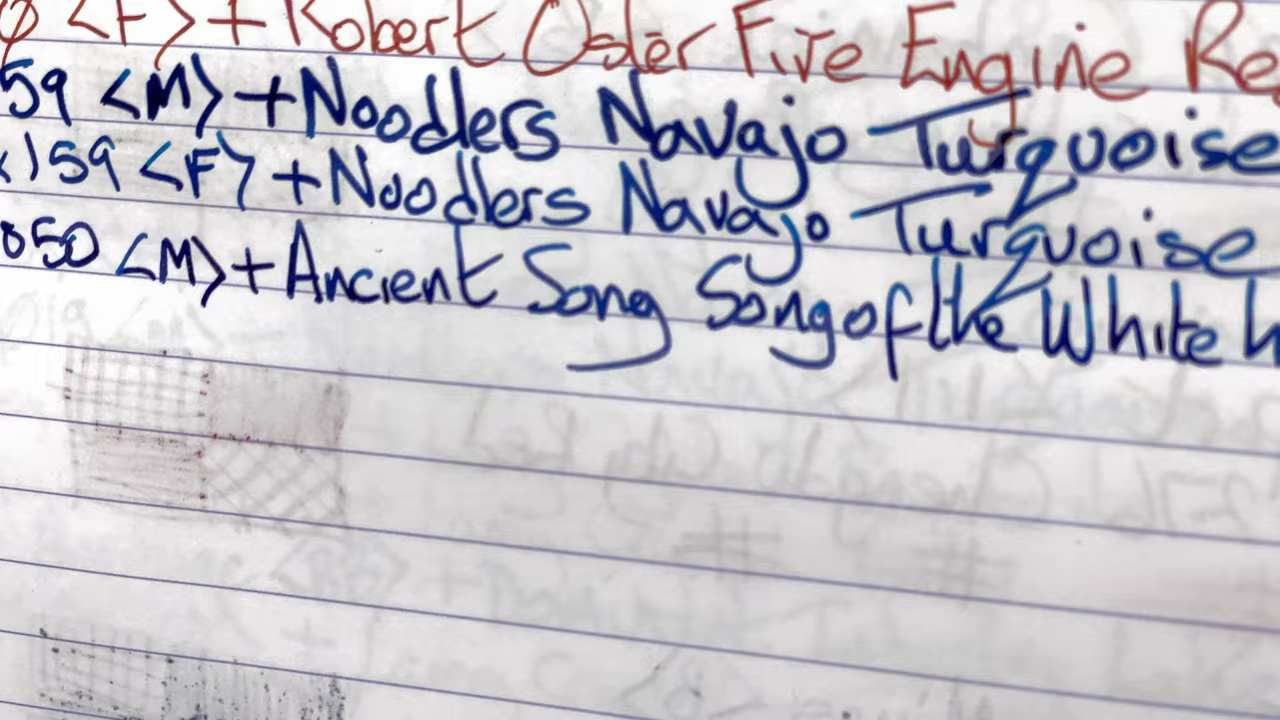 <F> + Robert Oster Fire Engine Re
59 <M> + Noodlers Navajo Turquoise
159 <F> + Noodlers Navajo Turquoise
050 <M> + Ancient Song Song of the White